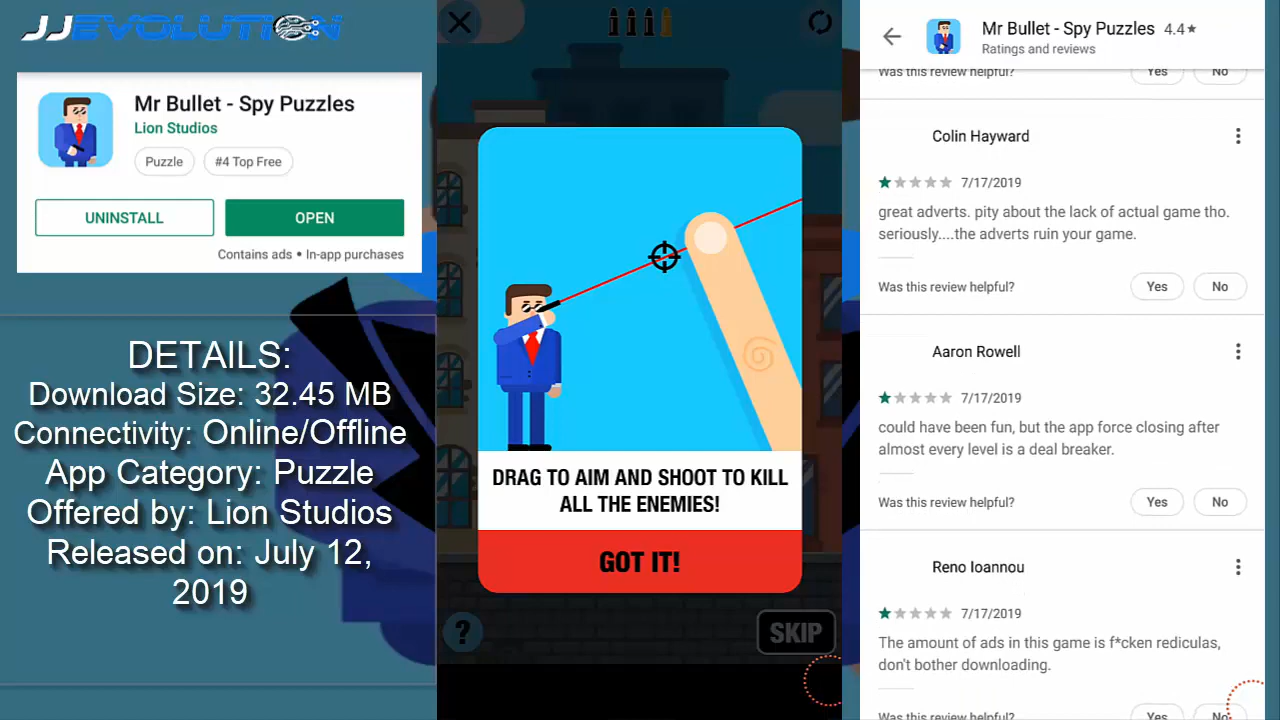 JJEVOLUTION
Mr Bullet - Spy Puzzles
Lion Studios
Puzzle
#4 Top Free
UNINSTALL
OPEN
Contains ads • In-app purchases
DETAILS:
Download Size: 32.45 MB
Connectivity: Online/Offline
App Category: Puzzle
Offered by: Lion Studios
Released on: July 12,
2019
DRAG TO AIM AND SHOOT TO KILL
ALL THE ENEMIES!
GOT IT!
?
SKIP
Mr Bullet - Spy Puzzles 4.4★
Ratings and reviews
Was this review helpful? Yes No
Colin Hayward
7/17/2019
great adverts. pity about the lack of actual game tho.
seriously....the adverts ruin your game.
Was this review helpful? Yes No
Aaron Rowell
7/17/2019
could have been fun, but the app force closing after
almost every level is a deal breaker.
Was this review helpful? Yes No
Reno Ioannou
7/17/2019
The amount of ads in this game is f*cken rediculas,
don't bother downloading.
Was this review helpful? Yes No